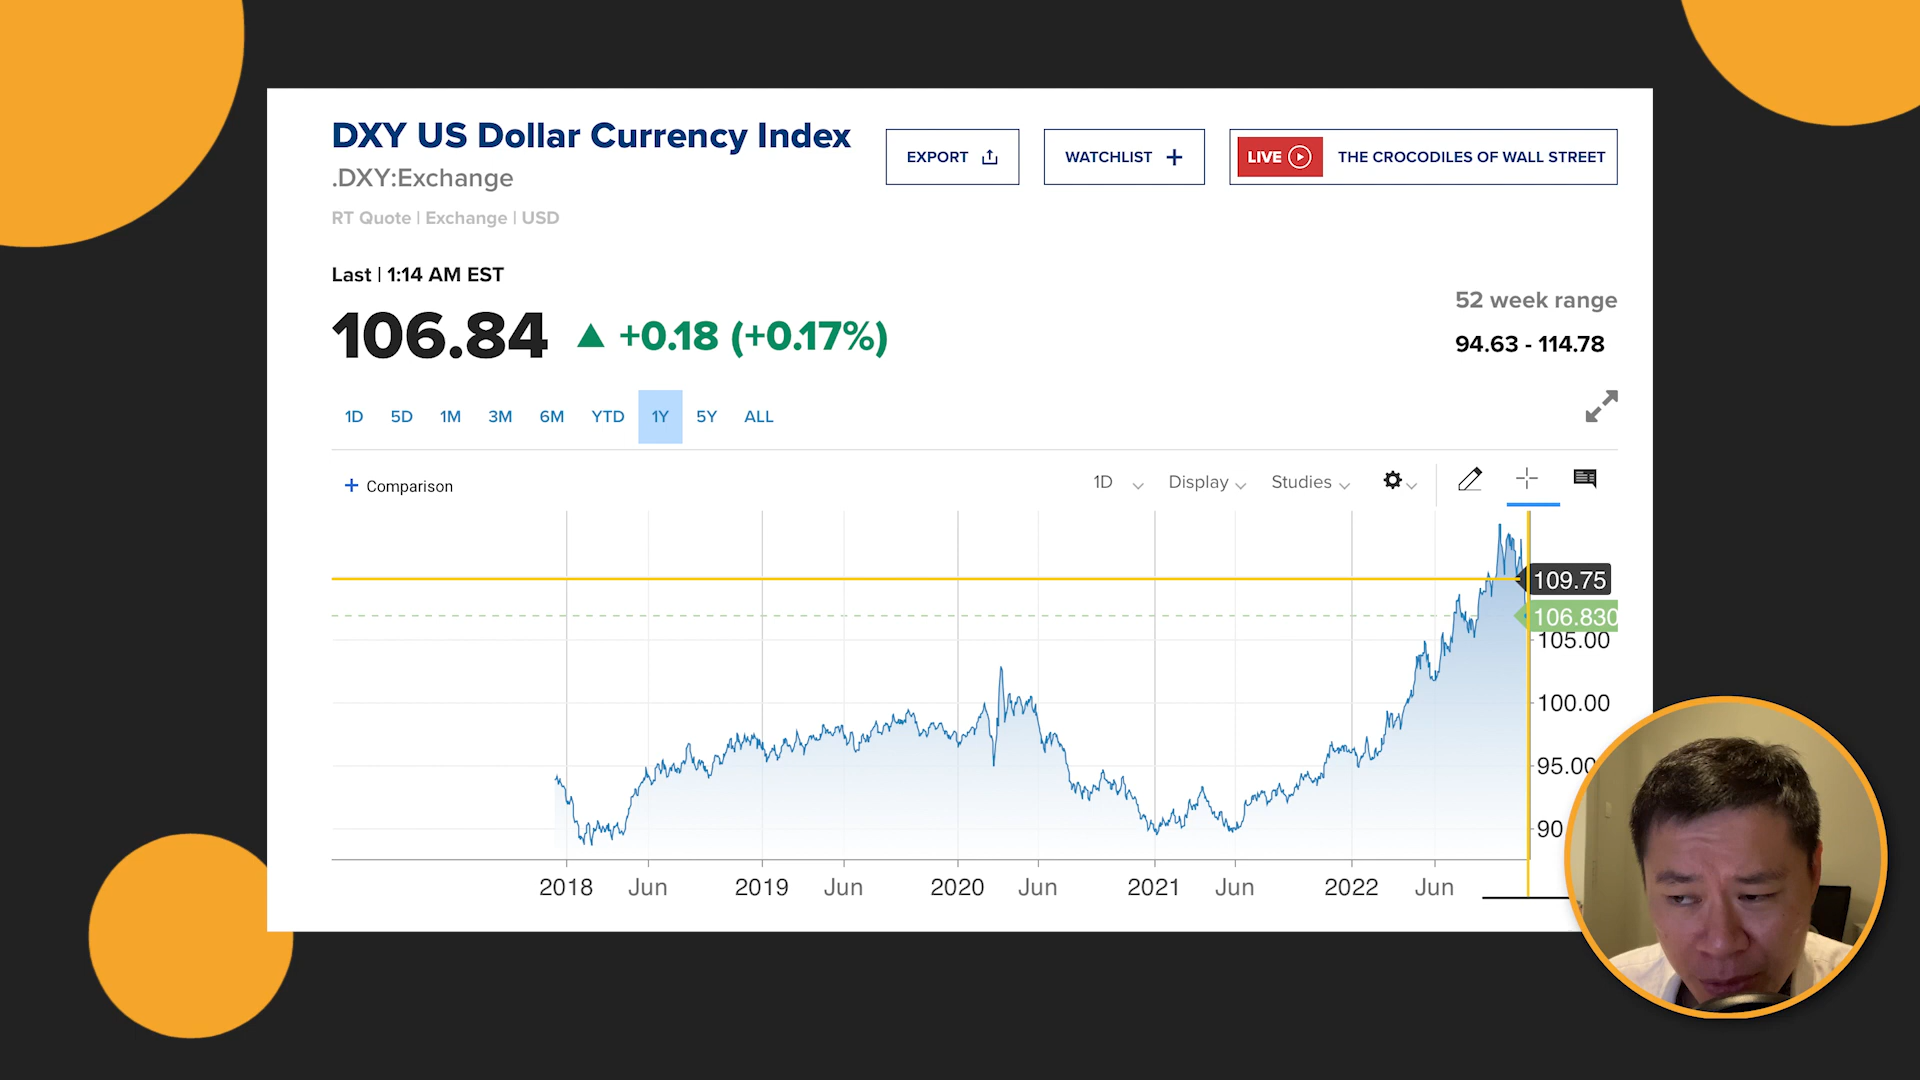 DXY US Dollar Currency Index
.DXY:Exchange
RT Quote | Exchange | USD
EXPORT
WATCHLIST +
LIVE THE CROCODILES OF WALL STREET
Last | 1:14 AM EST
106.84 ▲ +0.18 (+0.17%)
52 week range
94.63 - 114.78
1D 5D 1M 3M 6M YTD 1Y 5Y ALL
+ Comparison
1D Display Studies
109.75
106.830
105.00
100.00
95.00
90
2018 Jun 2019 Jun 2020 Jun 2021 Jun 2022 Jun